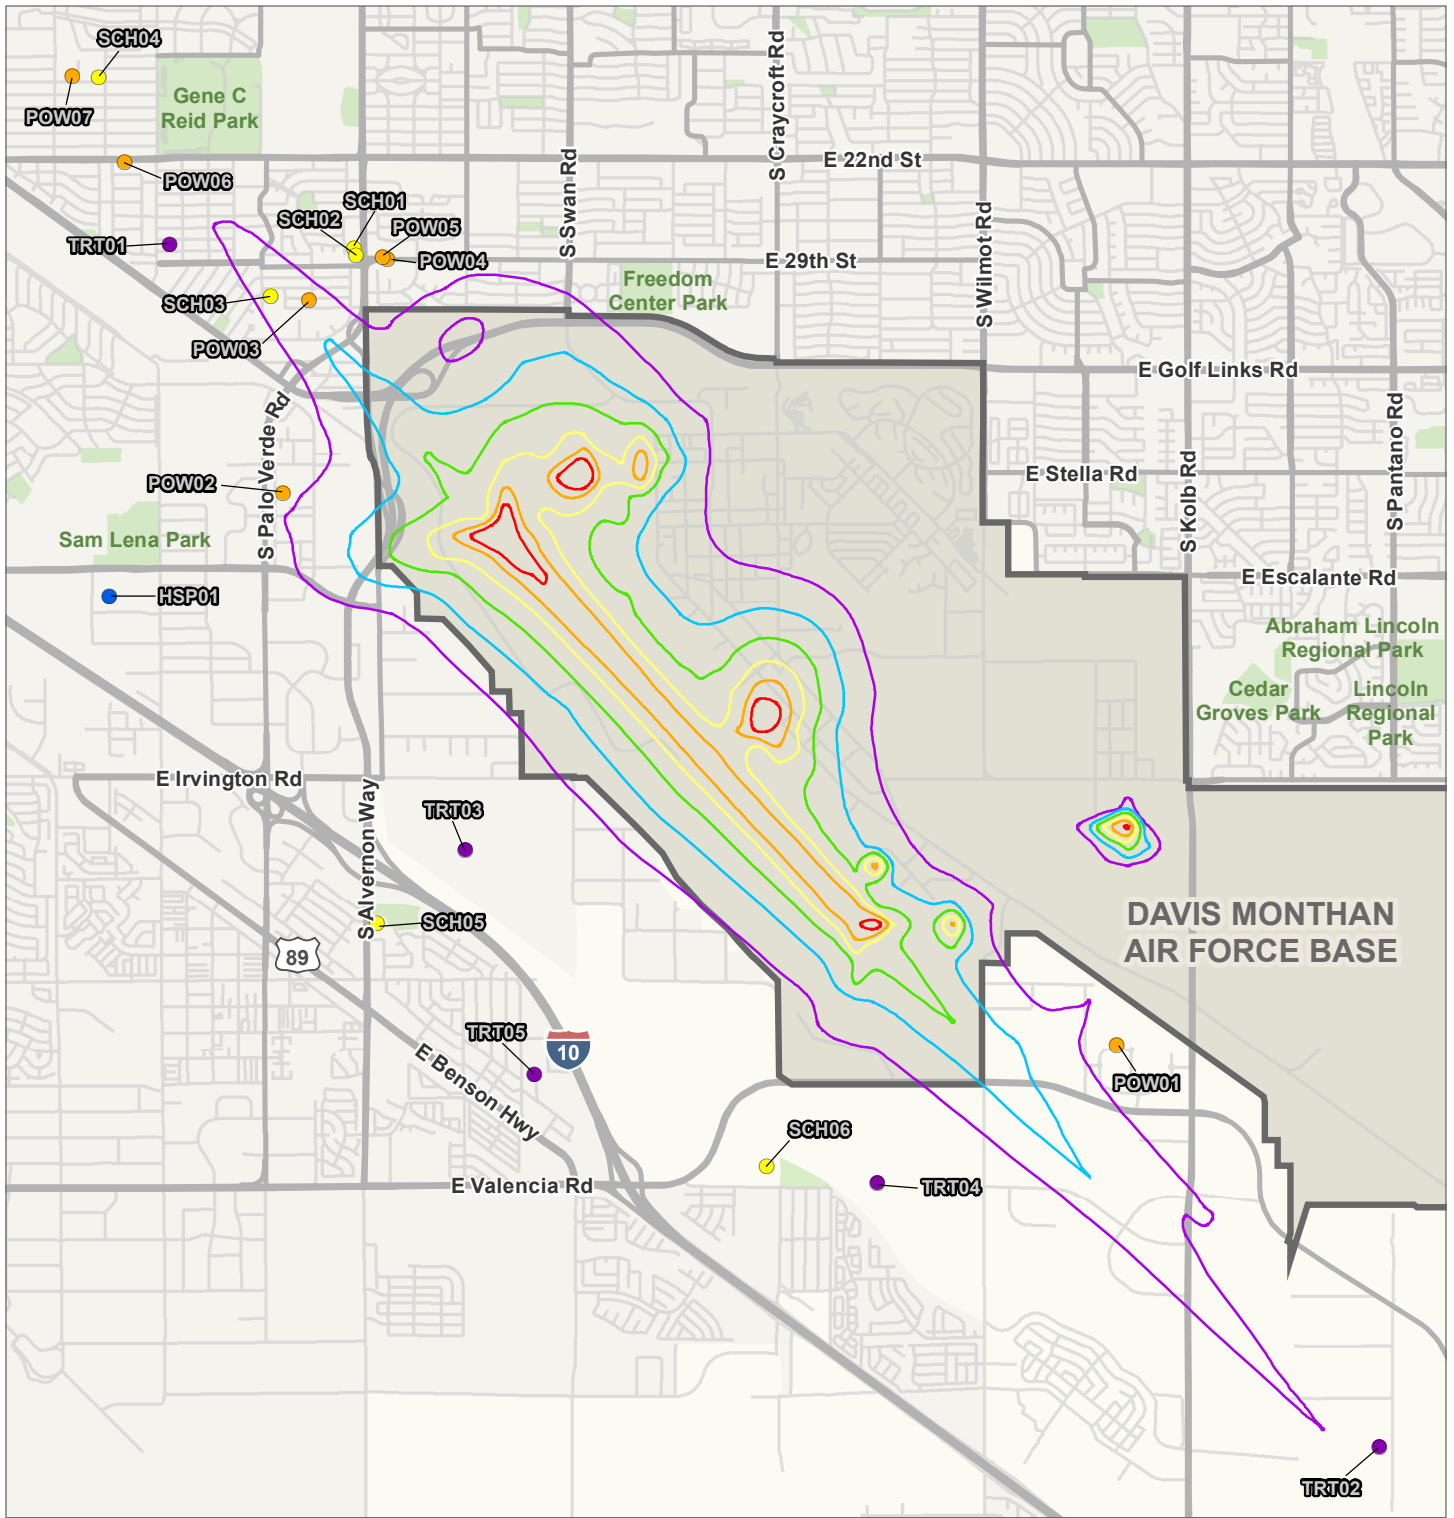 SCH04
POW07
Gene C
Reid Park
S Craycroft Rd
E 22nd St
POW06
S Swan Rd
SCH01
SCH02
POW05
TRT01
POW04
E 29th St
S Wilmot Rd
Freedom
Center Park
SCH03
POW03
E Golf Links Rd
S Palo Verde Rd
S Pantano Rd
POW02
E Stella Rd
S Kolb Rd
Sam Lena Park
E Escalante Rd
HSP01
Abraham Lincoln
Regional Park
Cedar
Groves Park
Lincoln
Regional
Park
E Irvington Rd
S Alvernon Way
TRT03
DAVIS MONTHAN
AIR FORCE BASE
SCH05
89
TRT05
10
E Benson Hwy
POW01
SCH06
E Valencia Rd
TRT04
TRT02